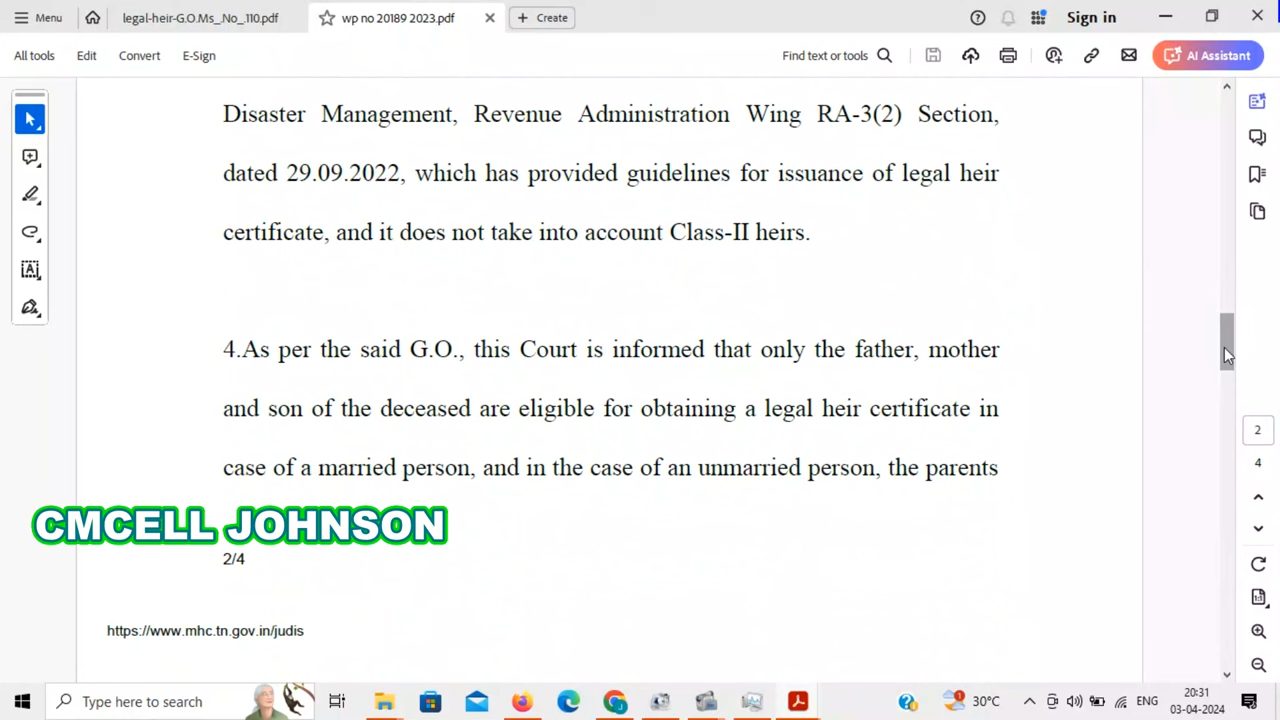 Menu
legal-heir-G.O.Ms_No_.110.pdf
wp no 20189 2023.pdf
Create
Sign in
All tools
Edit
Convert
E-Sign
Find text or tools
AI Assistant
Disaster Management, Revenue Administration Wing RA-3(2) Section,
dated 29.09.2022, which has provided guidelines for issuance of legal heir
certificate, and it does not take into account Class-II heirs.
4.As per the said G.O., this Court is informed that only the father, mother
and son of the deceased are eligible for obtaining a legal heir certificate in
case of a married person, and in the case of an unmarried person, the parents
CMCELL JOHNSON
2/4
https://www.mhc.tn.gov.in/judis
2
4
Type here to search
30°C
ENG
20:31
03-04-2024